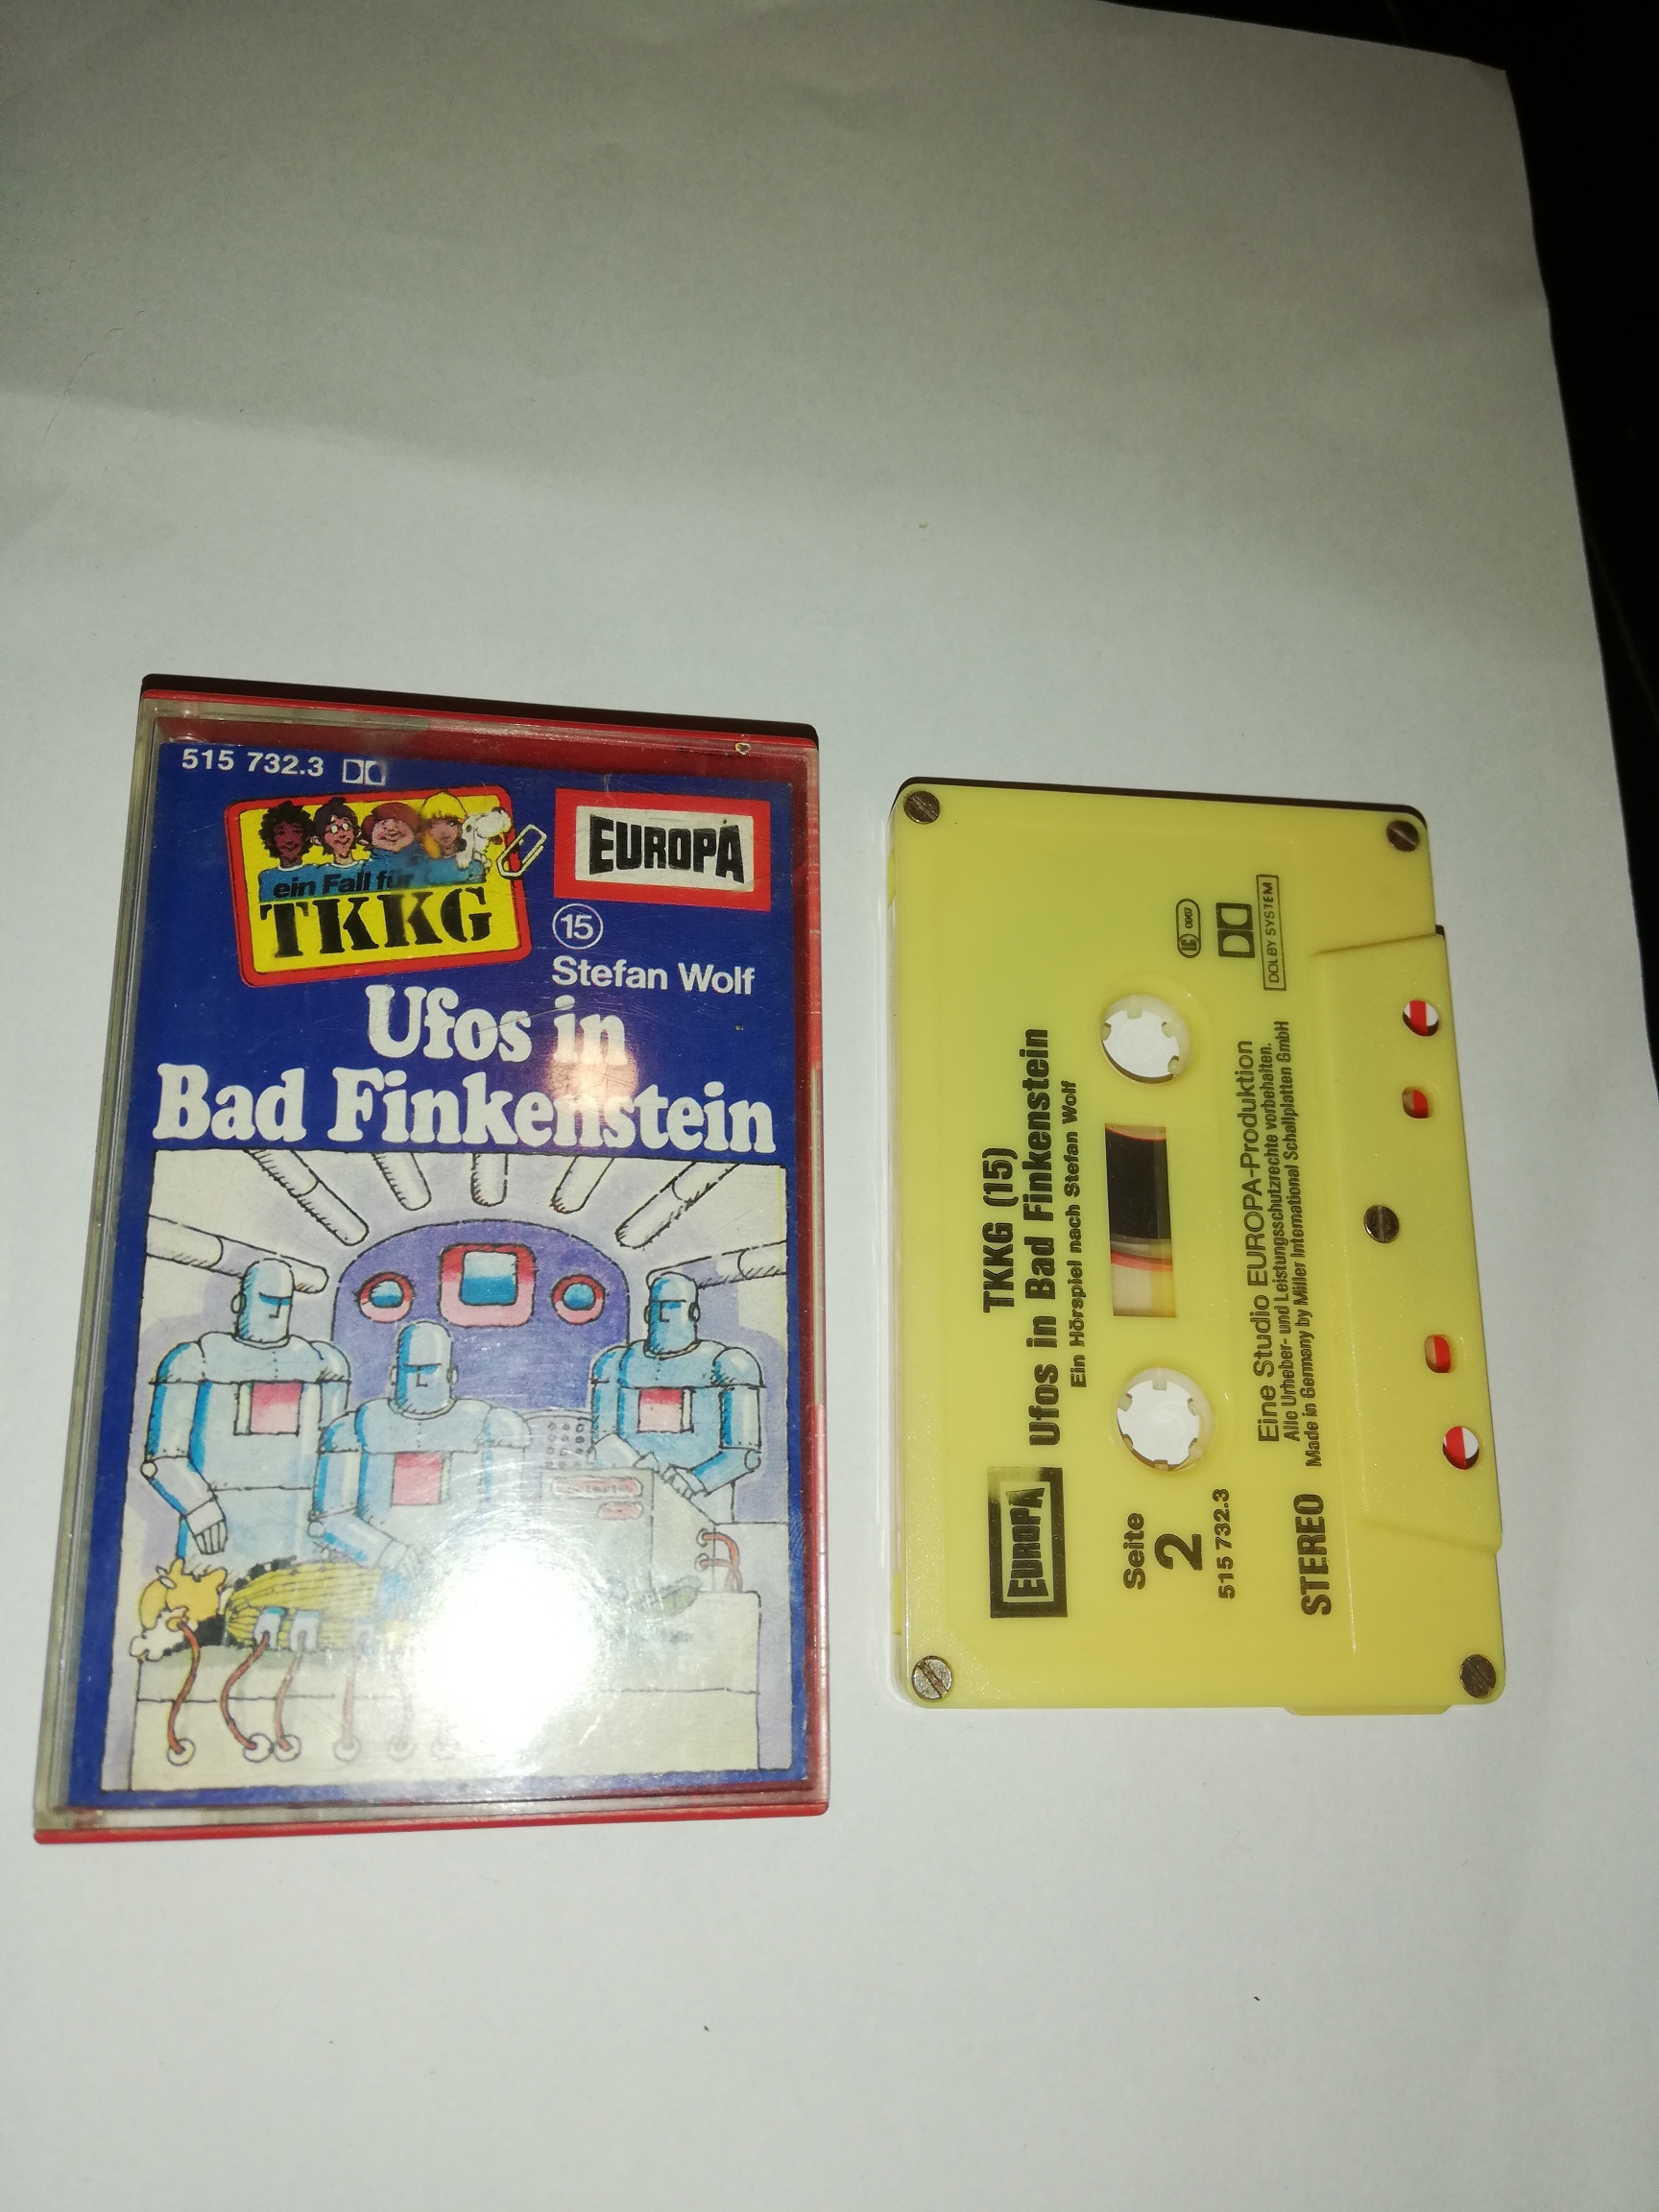 515 732.3
ein Fall für
TKKG
EUROPA
15
Stefan Wolf
Ufos in
Bad Finkenstein
TKKG (15)
Ufos in Bad Finkenstein
Ein Hörspiel nach Stefan Wolf
EUROPA
Seite
2
515 732.3
STEREO
LC 0967
DOLBY SYSTEM
Eine Studio EUROPA-Produktion
Alle Urheber- und Leistungsschutzrechte vorbehalten.
Made in Germany by Miller International Schallplatten GmbH